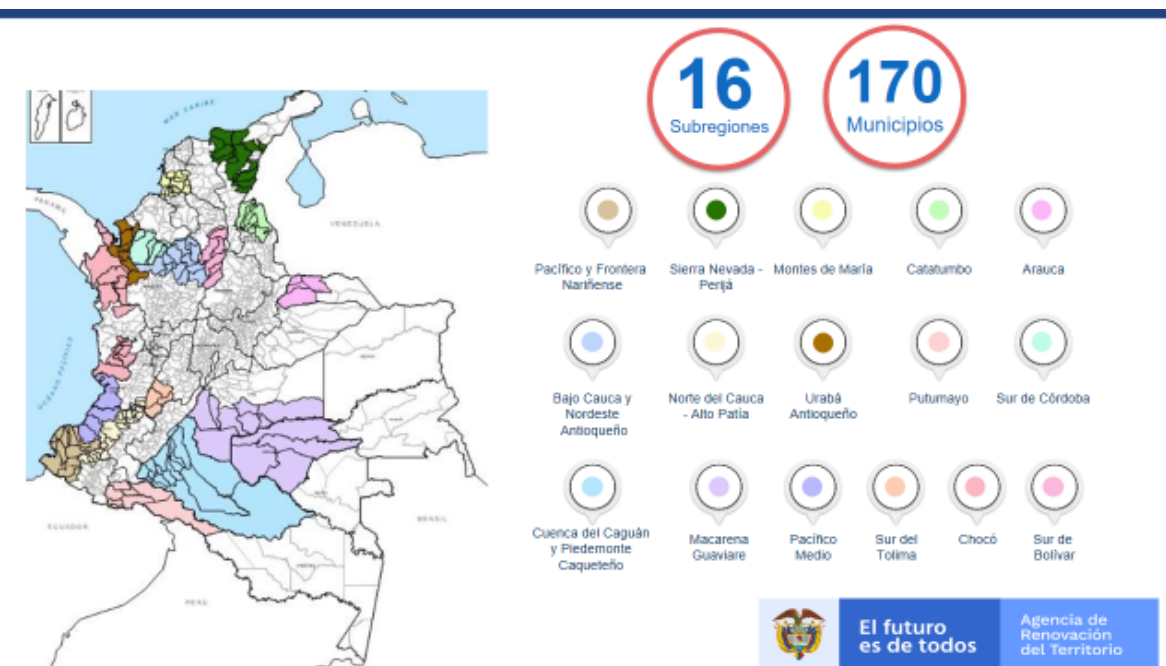 16
Subregiones
170
Municipios
MAR CARIBE
PANAMA
VENEZUELA
OCÉANO PACÍFICO
ECUADOR
BRASIL
PERÚ
Pacífico y Frontera
Nariñense
Sierra Nevada -
Perijá
Montes de María
Catatumbo
Arauca
Bajo Cauca y
Nordeste
Antioqueño
Norte del Cauca
- Alto Patía
Urabá
Antioqueño
Putumayo
Sur de Córdoba
Cuenca del Caguán
y Piedemonte
Caqueteño
Macarena
Guaviare
Pacífico
Medio
Sur del
Tolima
Chocó
Sur de
Bolívar
El futuro
es de todos
Agencia de
Renovación
del Territorio